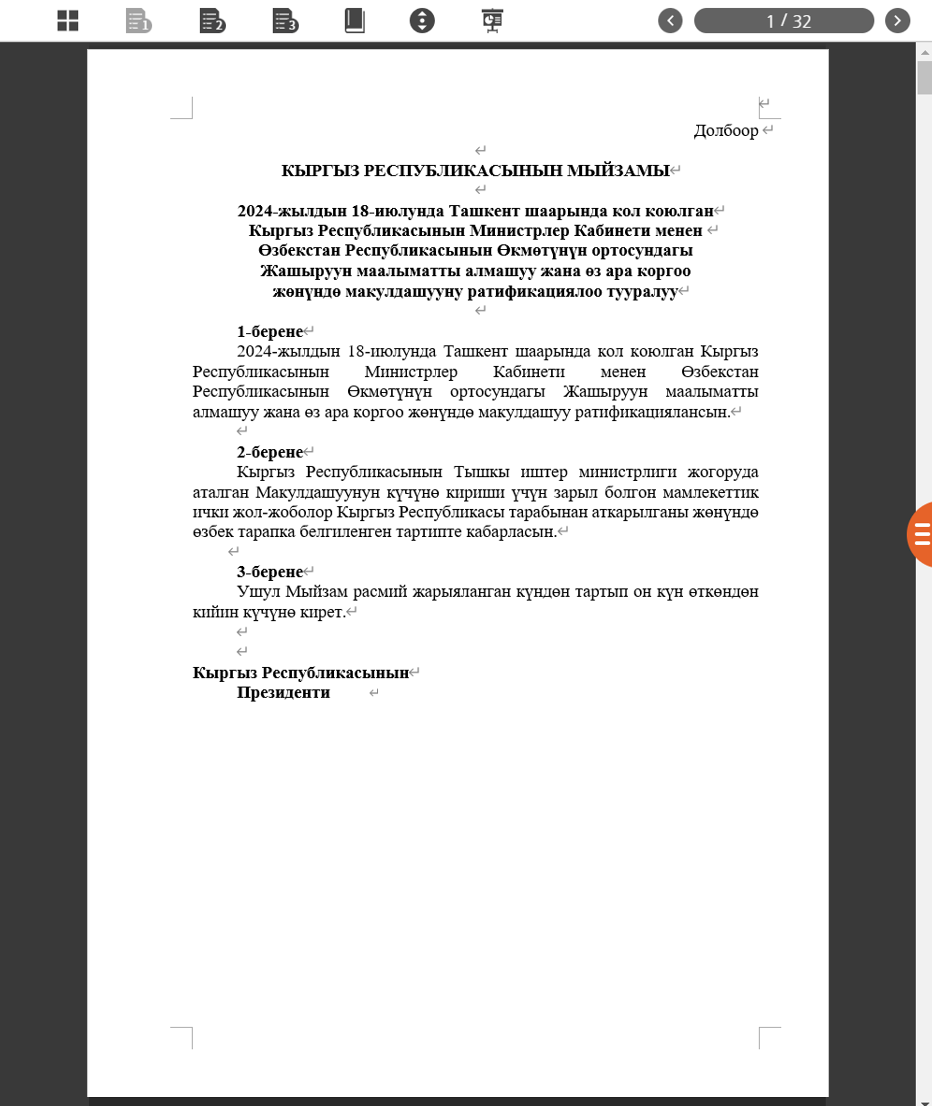 1
2
3
1 / 32
Долбоор
КЫРГЫЗ РЕСПУБЛИКАСЫНЫН МЫЙЗАМЫ
2024-жылдын 18-июлунда Ташкент шаарында кол коюлган
Кыргыз Республикасынын Министрлер Кабинети менен
Өзбекстан Республикасынын Өкмөтүнүн ортосундагы
Жашыруун маалыматты алмашуу жана өз ара коргоо
жөнүндө макулдашууну ратификациялоо тууралуу
1-берене
2024-жылдын 18-июлунда Ташкент шаарында кол коюлган Кыргыз
Республикасынын Министрлер Кабинети менен Өзбекстан
Республикасынын Өкмөтүнүн ортосундагы Жашыруун маалыматты
алмашуу жана өз ара коргоо жөнүндө макулдашуу ратификациялансын.
2-берене
Кыргыз Республикасынын Тышкы иштер министрлиги жогоруда
аталган Макулдашуунун күчүнө кириши үчүн зарыл болгон мамлекеттик
ички жол-жоболор Кыргыз Республикасы тарабынан аткарылганы жөнүндө
өзбек тарапка белгиленген тартипте кабарласын.
3-берене
Ушул Мыйзам расмий жарыяланган күндөн тартып он күн өткөндөн
кийин күчүнө кирет.
Кыргыз Республикасынын
Президенти